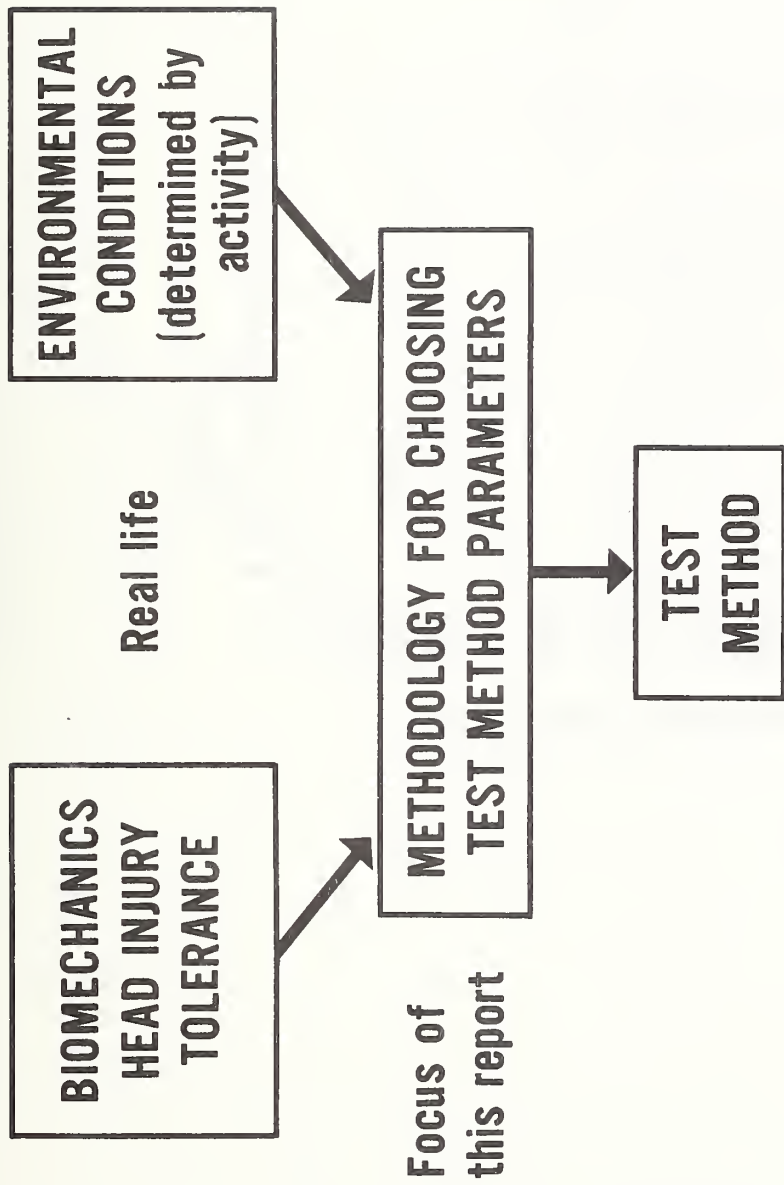 BIOMECHANICS
HEAD INJURY
TOLERANCE
Real life
ENVIRONMENTAL
CONDITIONS
(determined by
activity)
Focus of
this report
METHODOLOGY FOR CHOOSING
TEST METHOD PARAMETERS
TEST
METHOD